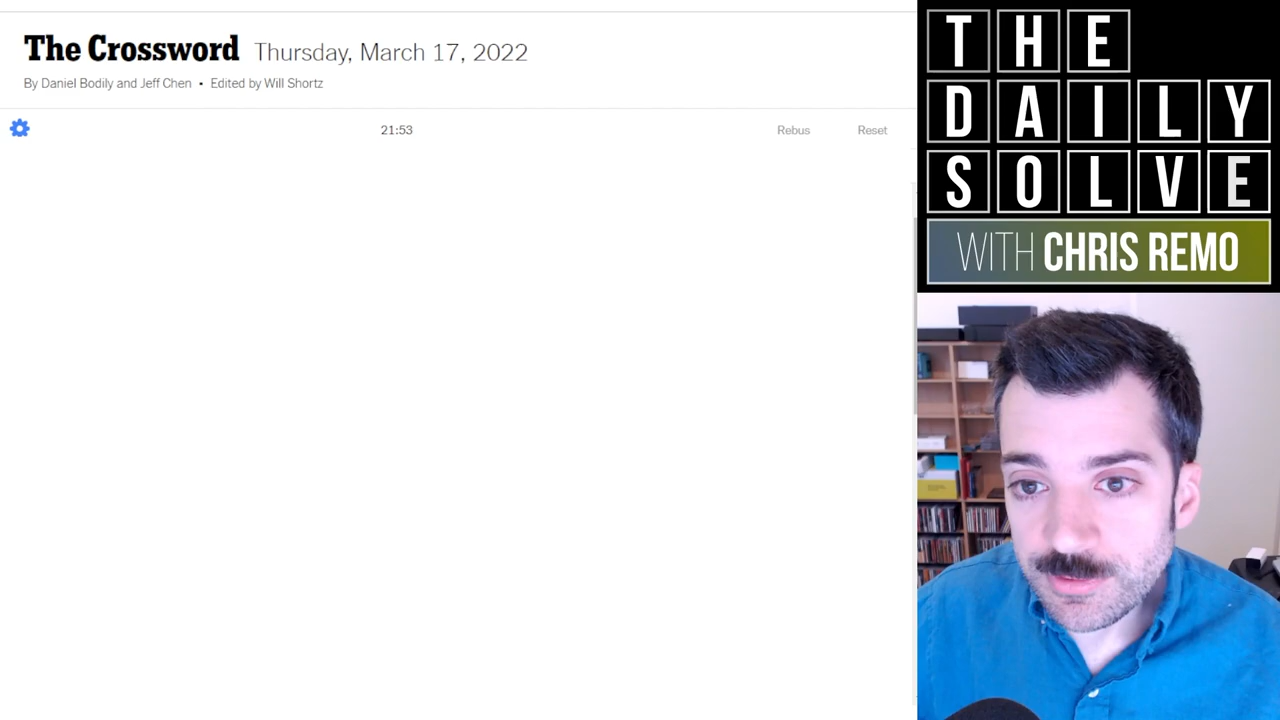 The Crossword Thursday, March 17, 2022
By Daniel Bodily and Jeff Chen • Edited by Will Shortz
21:53 Rebus Reset
THE
DAILY
SOLVE
WITH CHRIS REMO